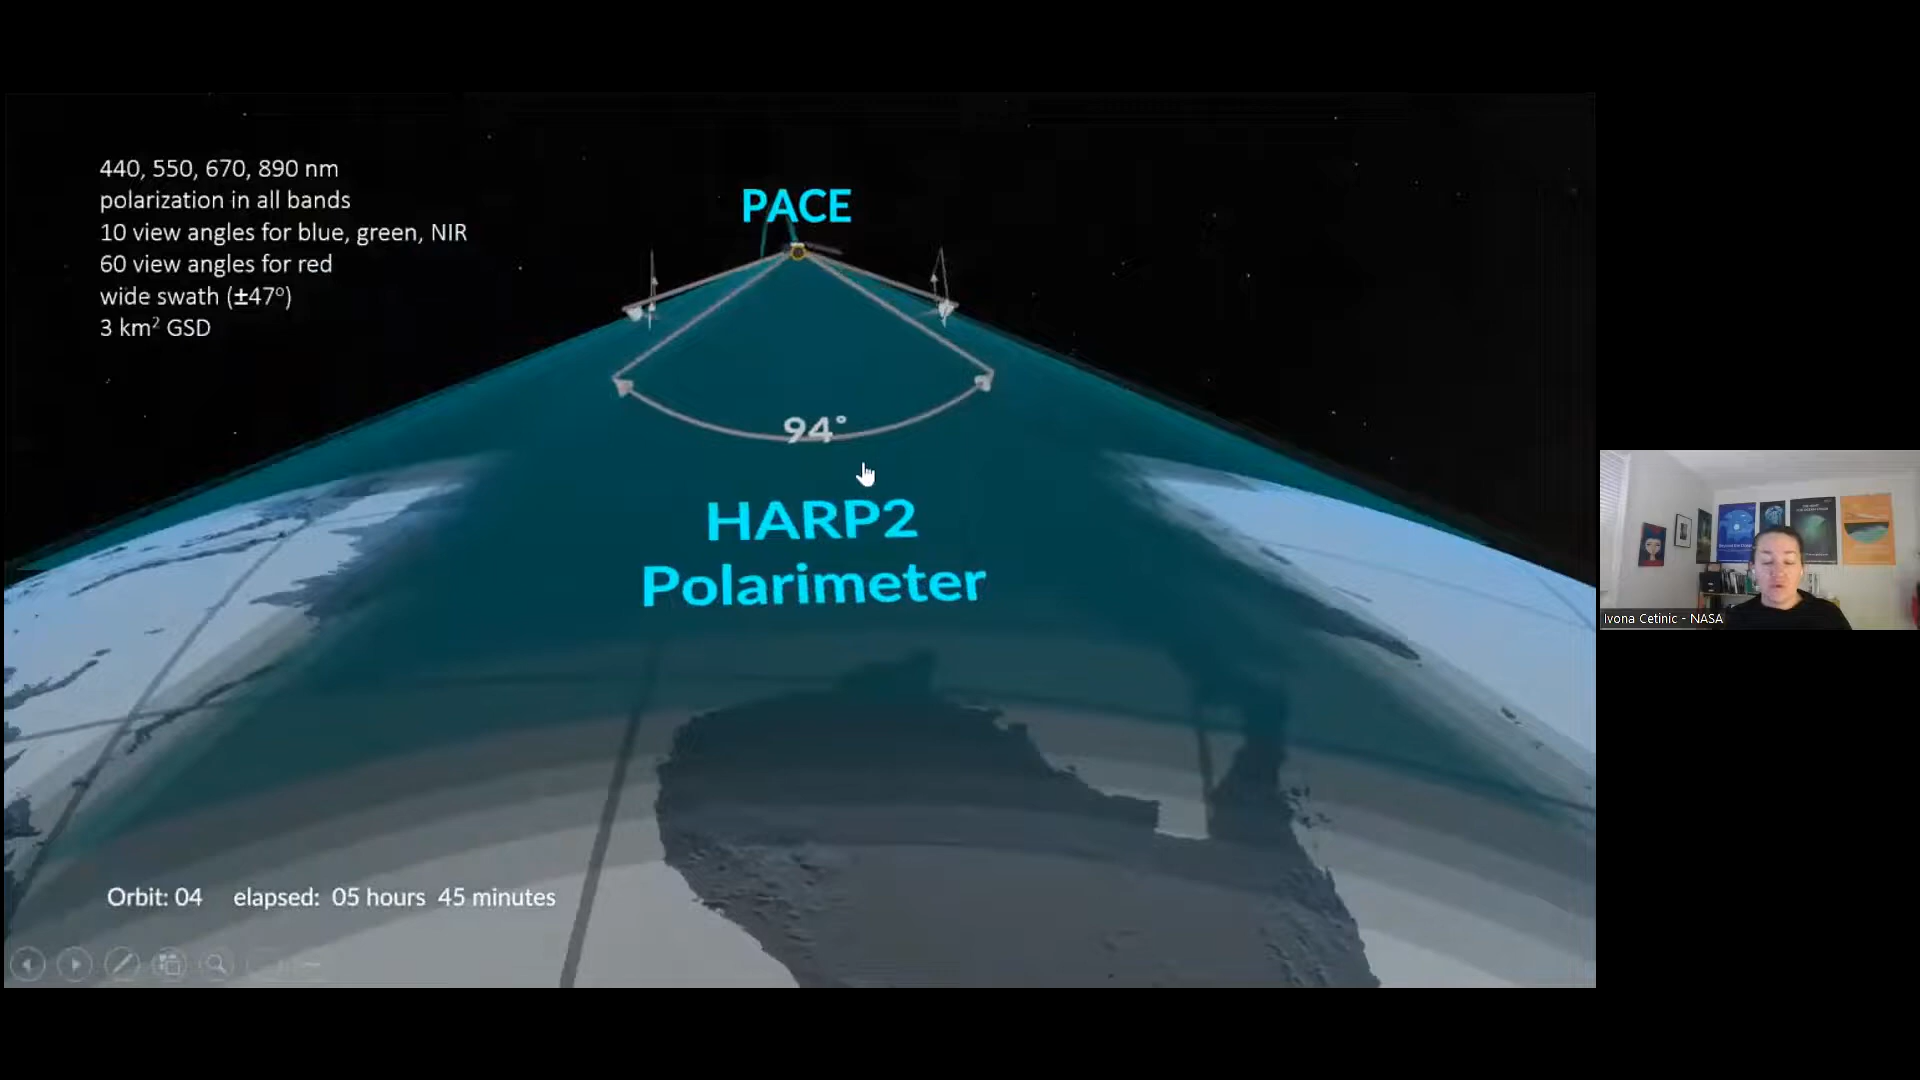 440, 550, 670, 890 nm
polarization in all bands
10 view angles for blue, green, NIR
60 view angles for red
wide swath (±47º)
3 km² GSD
PACE
94°
HARP2
Polarimeter
Orbit: 04 elapsed: 05 hours 45 minutes
Ivona Cetinic - NASA